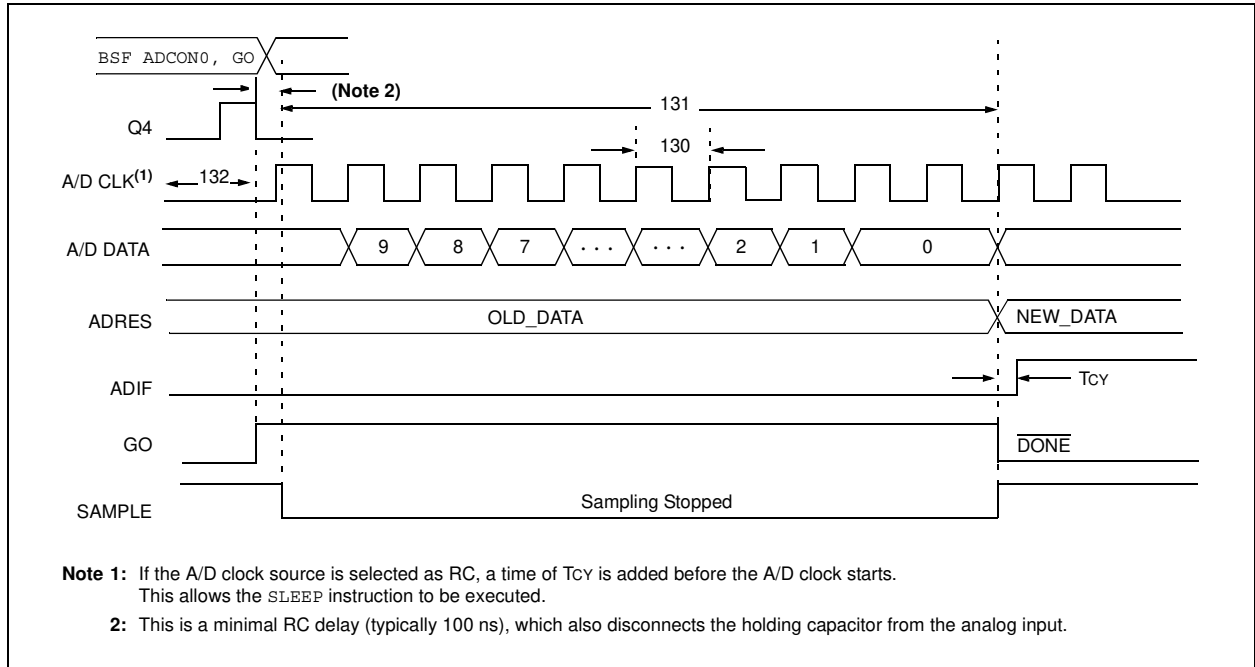 BSF ADCON0, GO
(Note 2)
131
Q4
130
A/D CLK(1)
132
A/D DATA
9 8 7 . . . . . . 2 1 0
ADRES
OLD_DATA
NEW_DATA
ADIF
TCY
GO
DONE
SAMPLE
Sampling Stopped
Note 1: If the A/D clock source is selected as RC, a time of TCY is added before the A/D clock starts.
This allows the SLEEP instruction to be executed.
2: This is a minimal RC delay (typically 100 ns), which also disconnects the holding capacitor from the analog input.